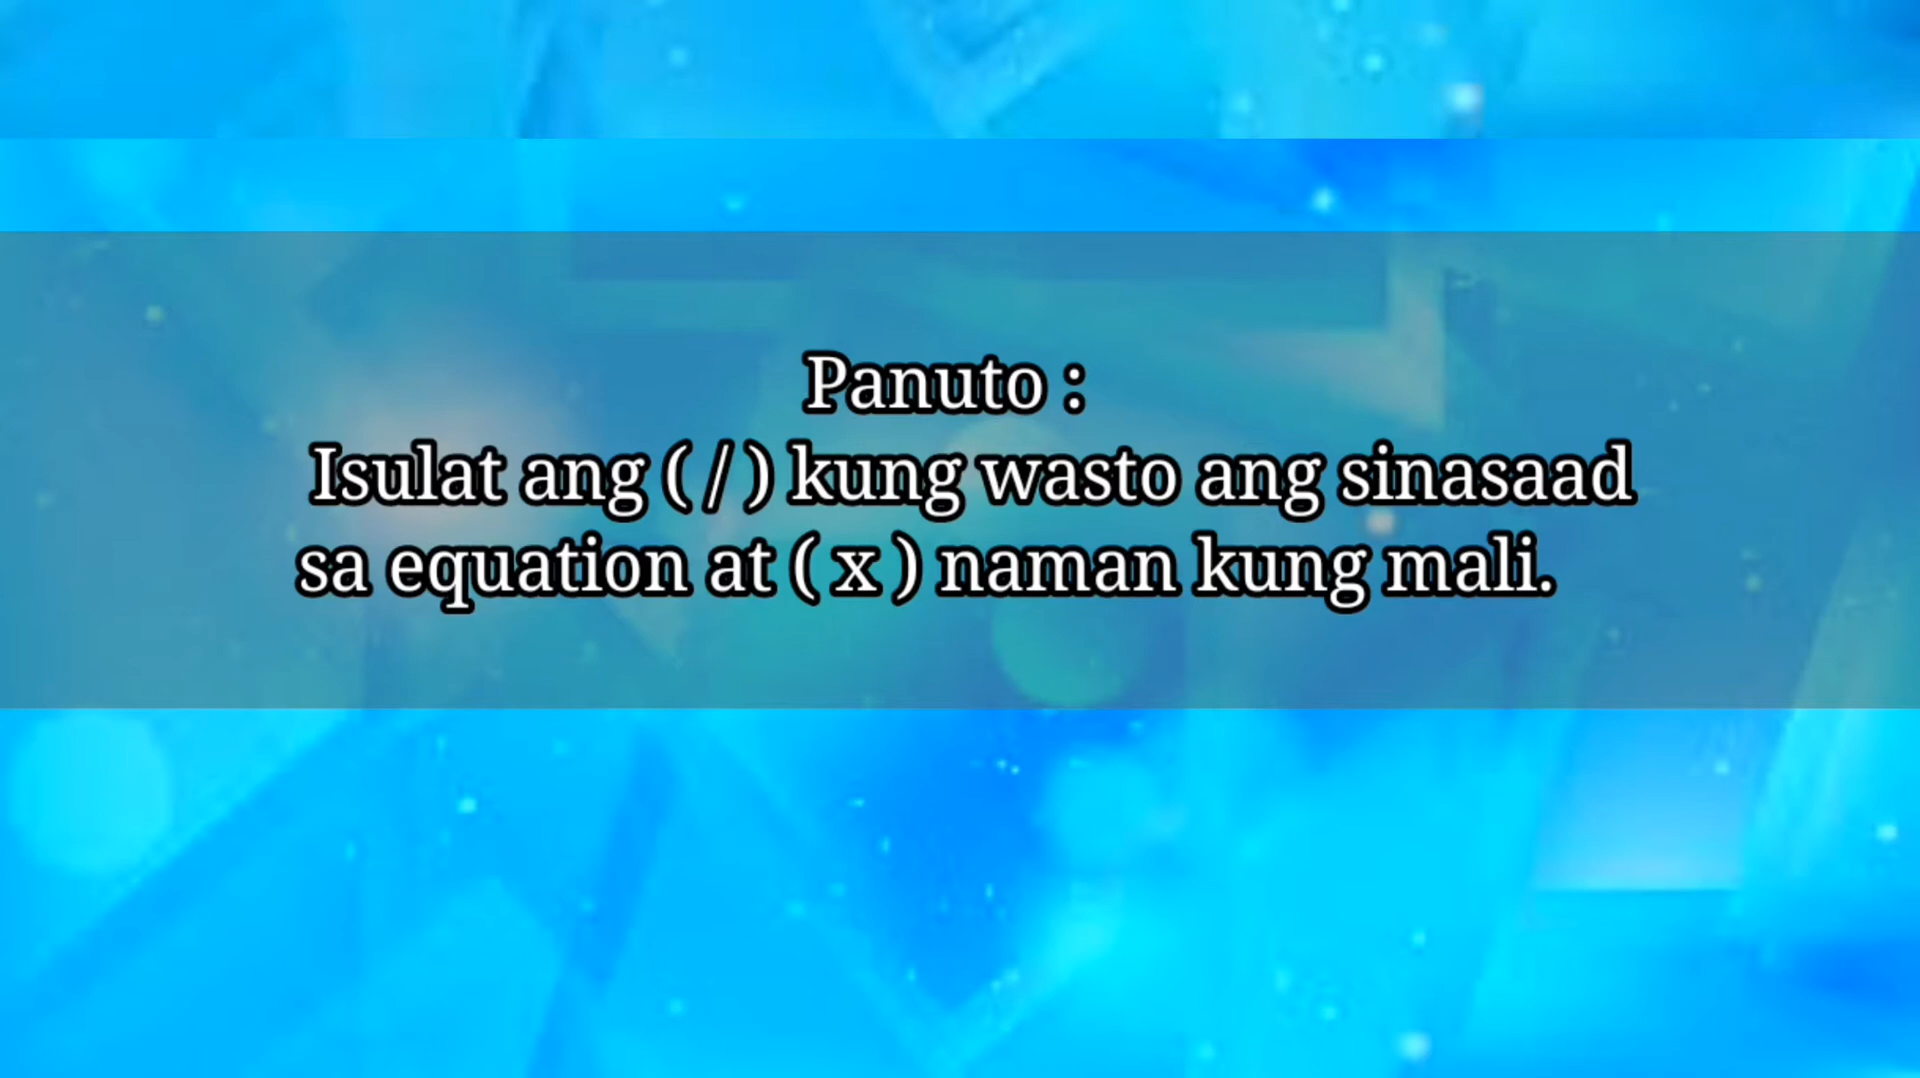 Panuto :
Isulat ang ( / ) kung wasto ang sinasaad
sa equation at ( x ) naman kung mali.